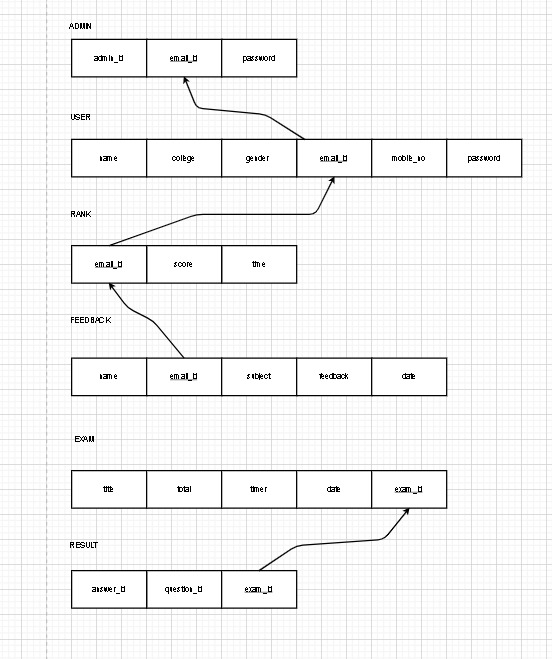 ADMIN
admin_id email_id password
USER
name college gender email_id mobile_no password
RANK
email_id score time
FEEDBACK
name email_id subject feedback date
EXAM
title total timer date exam_id
RESULT
answer_id question_id exam_id